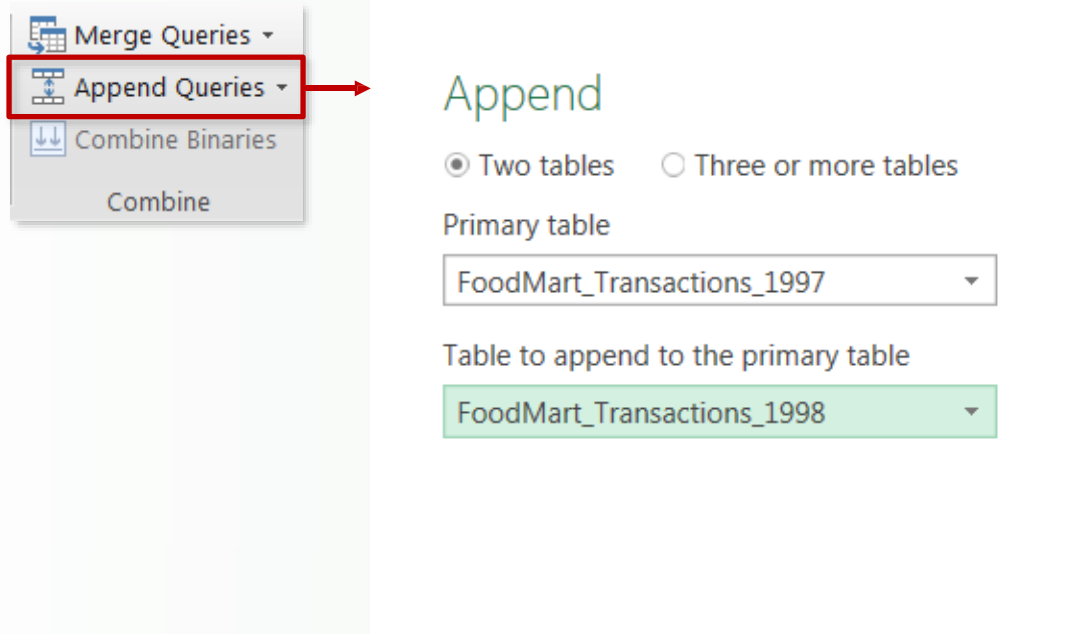 Merge Queries
Append Queries
Combine Binaries
Combine
Append
Two tables Three or more tables
Primary table
FoodMart_Transactions_1997
Table to append to the primary table
FoodMart_Transactions_1998